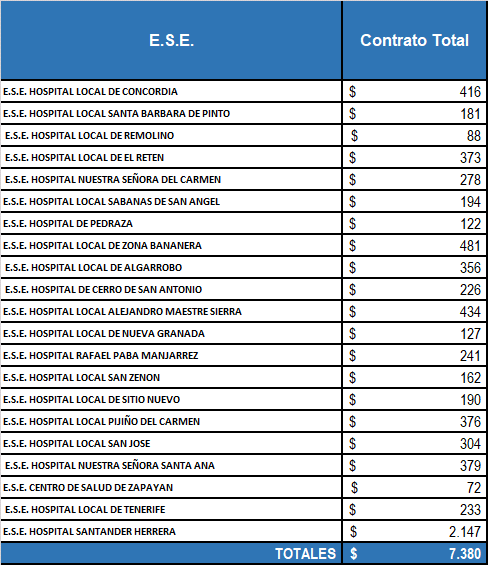 E.S.E. Contrato Total
E.S.E. HOSPITAL LOCAL DE CONCORDIA $ 416
E.S.E. HOSPITAL LOCAL SANTA BARBARA DE PINTO $ 181
E.S.E. HOSPITAL LOCAL DE REMOLINO $ 88
E.S.E. HOSPITAL LOCAL DE EL RETEN $ 373
E.S.E. HOSPITAL NUESTRA SEÑORA DEL CARMEN $ 278
E.S.E. HOSPITAL LOCAL SABANAS DE SAN ANGEL $ 194
E.S.E. HOSPITAL DE PEDRAZA $ 122
E.S.E. HOSPITAL LOCAL DE ZONA BANANERA $ 481
E.S.E. HOSPITAL LOCAL DE ALGARROBO $ 356
E.S.E. HOSPITAL DE CERRO DE SAN ANTONIO $ 226
E.S.E. HOSPITAL LOCAL ALEJANDRO MAESTRE SIERRA $ 434
E.S.E. HOSPITAL LOCAL DE NUEVA GRANADA $ 127
E.S.E. HOSPITAL RAFAEL PABA MANJARREZ $ 241
E.S.E. HOSPITAL LOCAL SAN ZENON $ 162
E.S.E. HOSPITAL LOCAL DE SITIO NUEVO $ 190
E.S.E. HOSPITAL LOCAL PIJIÑO DEL CARMEN $ 376
E.S.E. HOSPITAL LOCAL SAN JOSE $ 304
E.S.E. HOSPITAL NUESTRA SEÑORA SANTA ANA $ 379
E.S.E. CENTRO DE SALUD DE ZAPAYAN $ 72
E.S.E. HOSPITAL LOCAL DE TENERIFE $ 233
E.S.E. HOSPITAL SANTANDER HERRERA $ 2.147
TOTALES $ 7.380